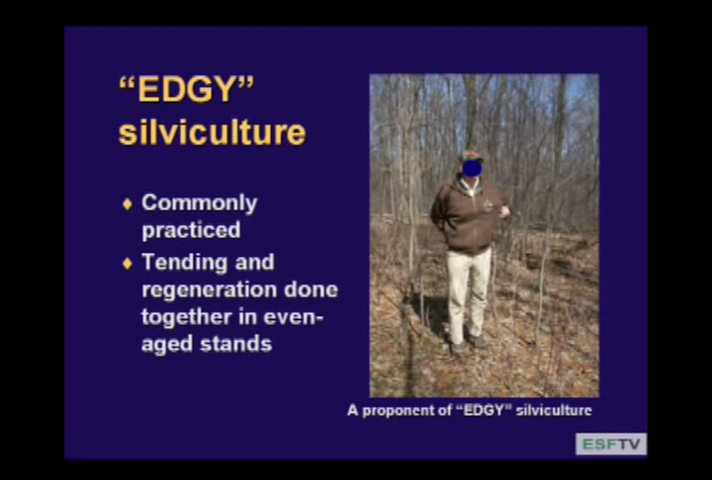 “EDGY”
silviculture
Commonly
practiced
Tending and
regeneration done
together in even-
aged stands
A proponent of “EDGY” silviculture
ESFTV